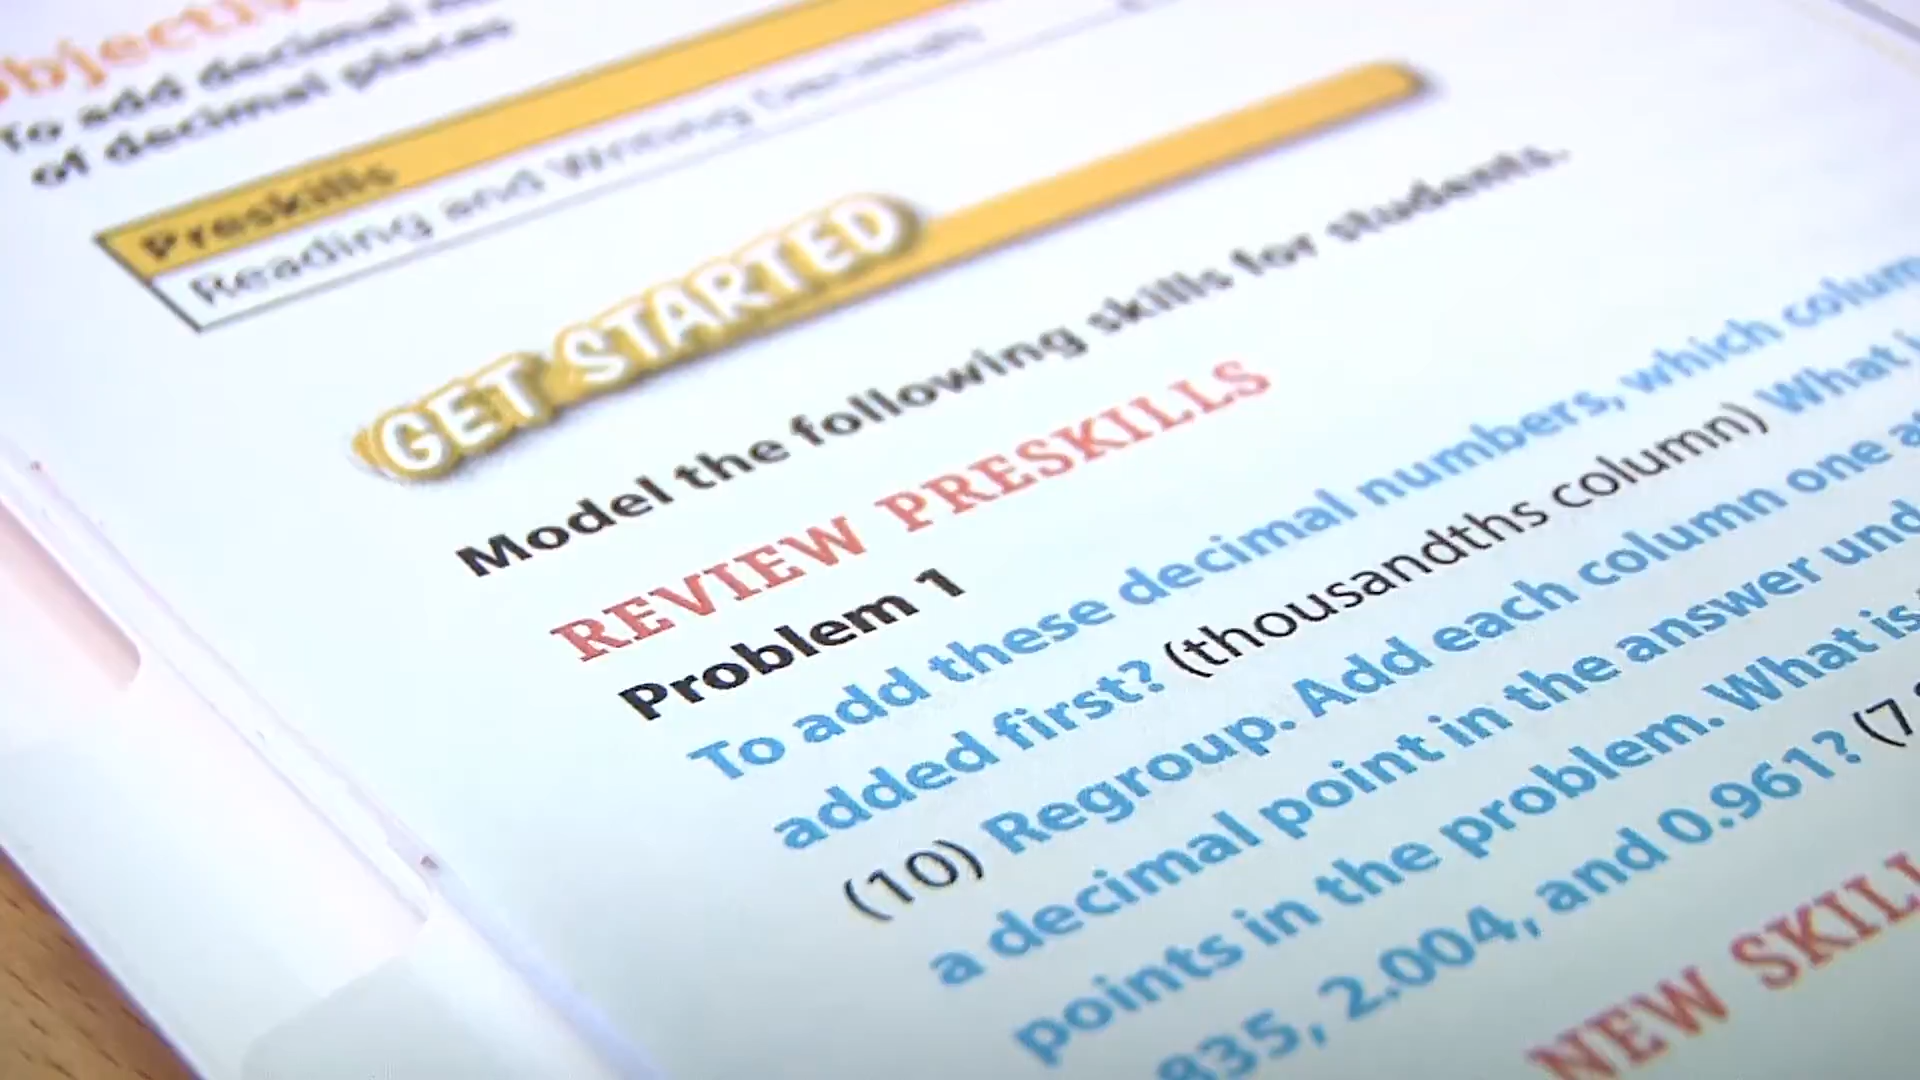 To add decimal
of decimal places
Preskills
Reading and Writing Decimals
GET STARTED
Model the following skills for students.
REVIEW PRESKILLS
Problem 1
To add these decimal numbers, which
added first? (thousandths column) What
(10) Regroup. Add each column one
a decimal point in the answer
points in the problem. What is
835, 2.004, and 0.961? (7
NEW